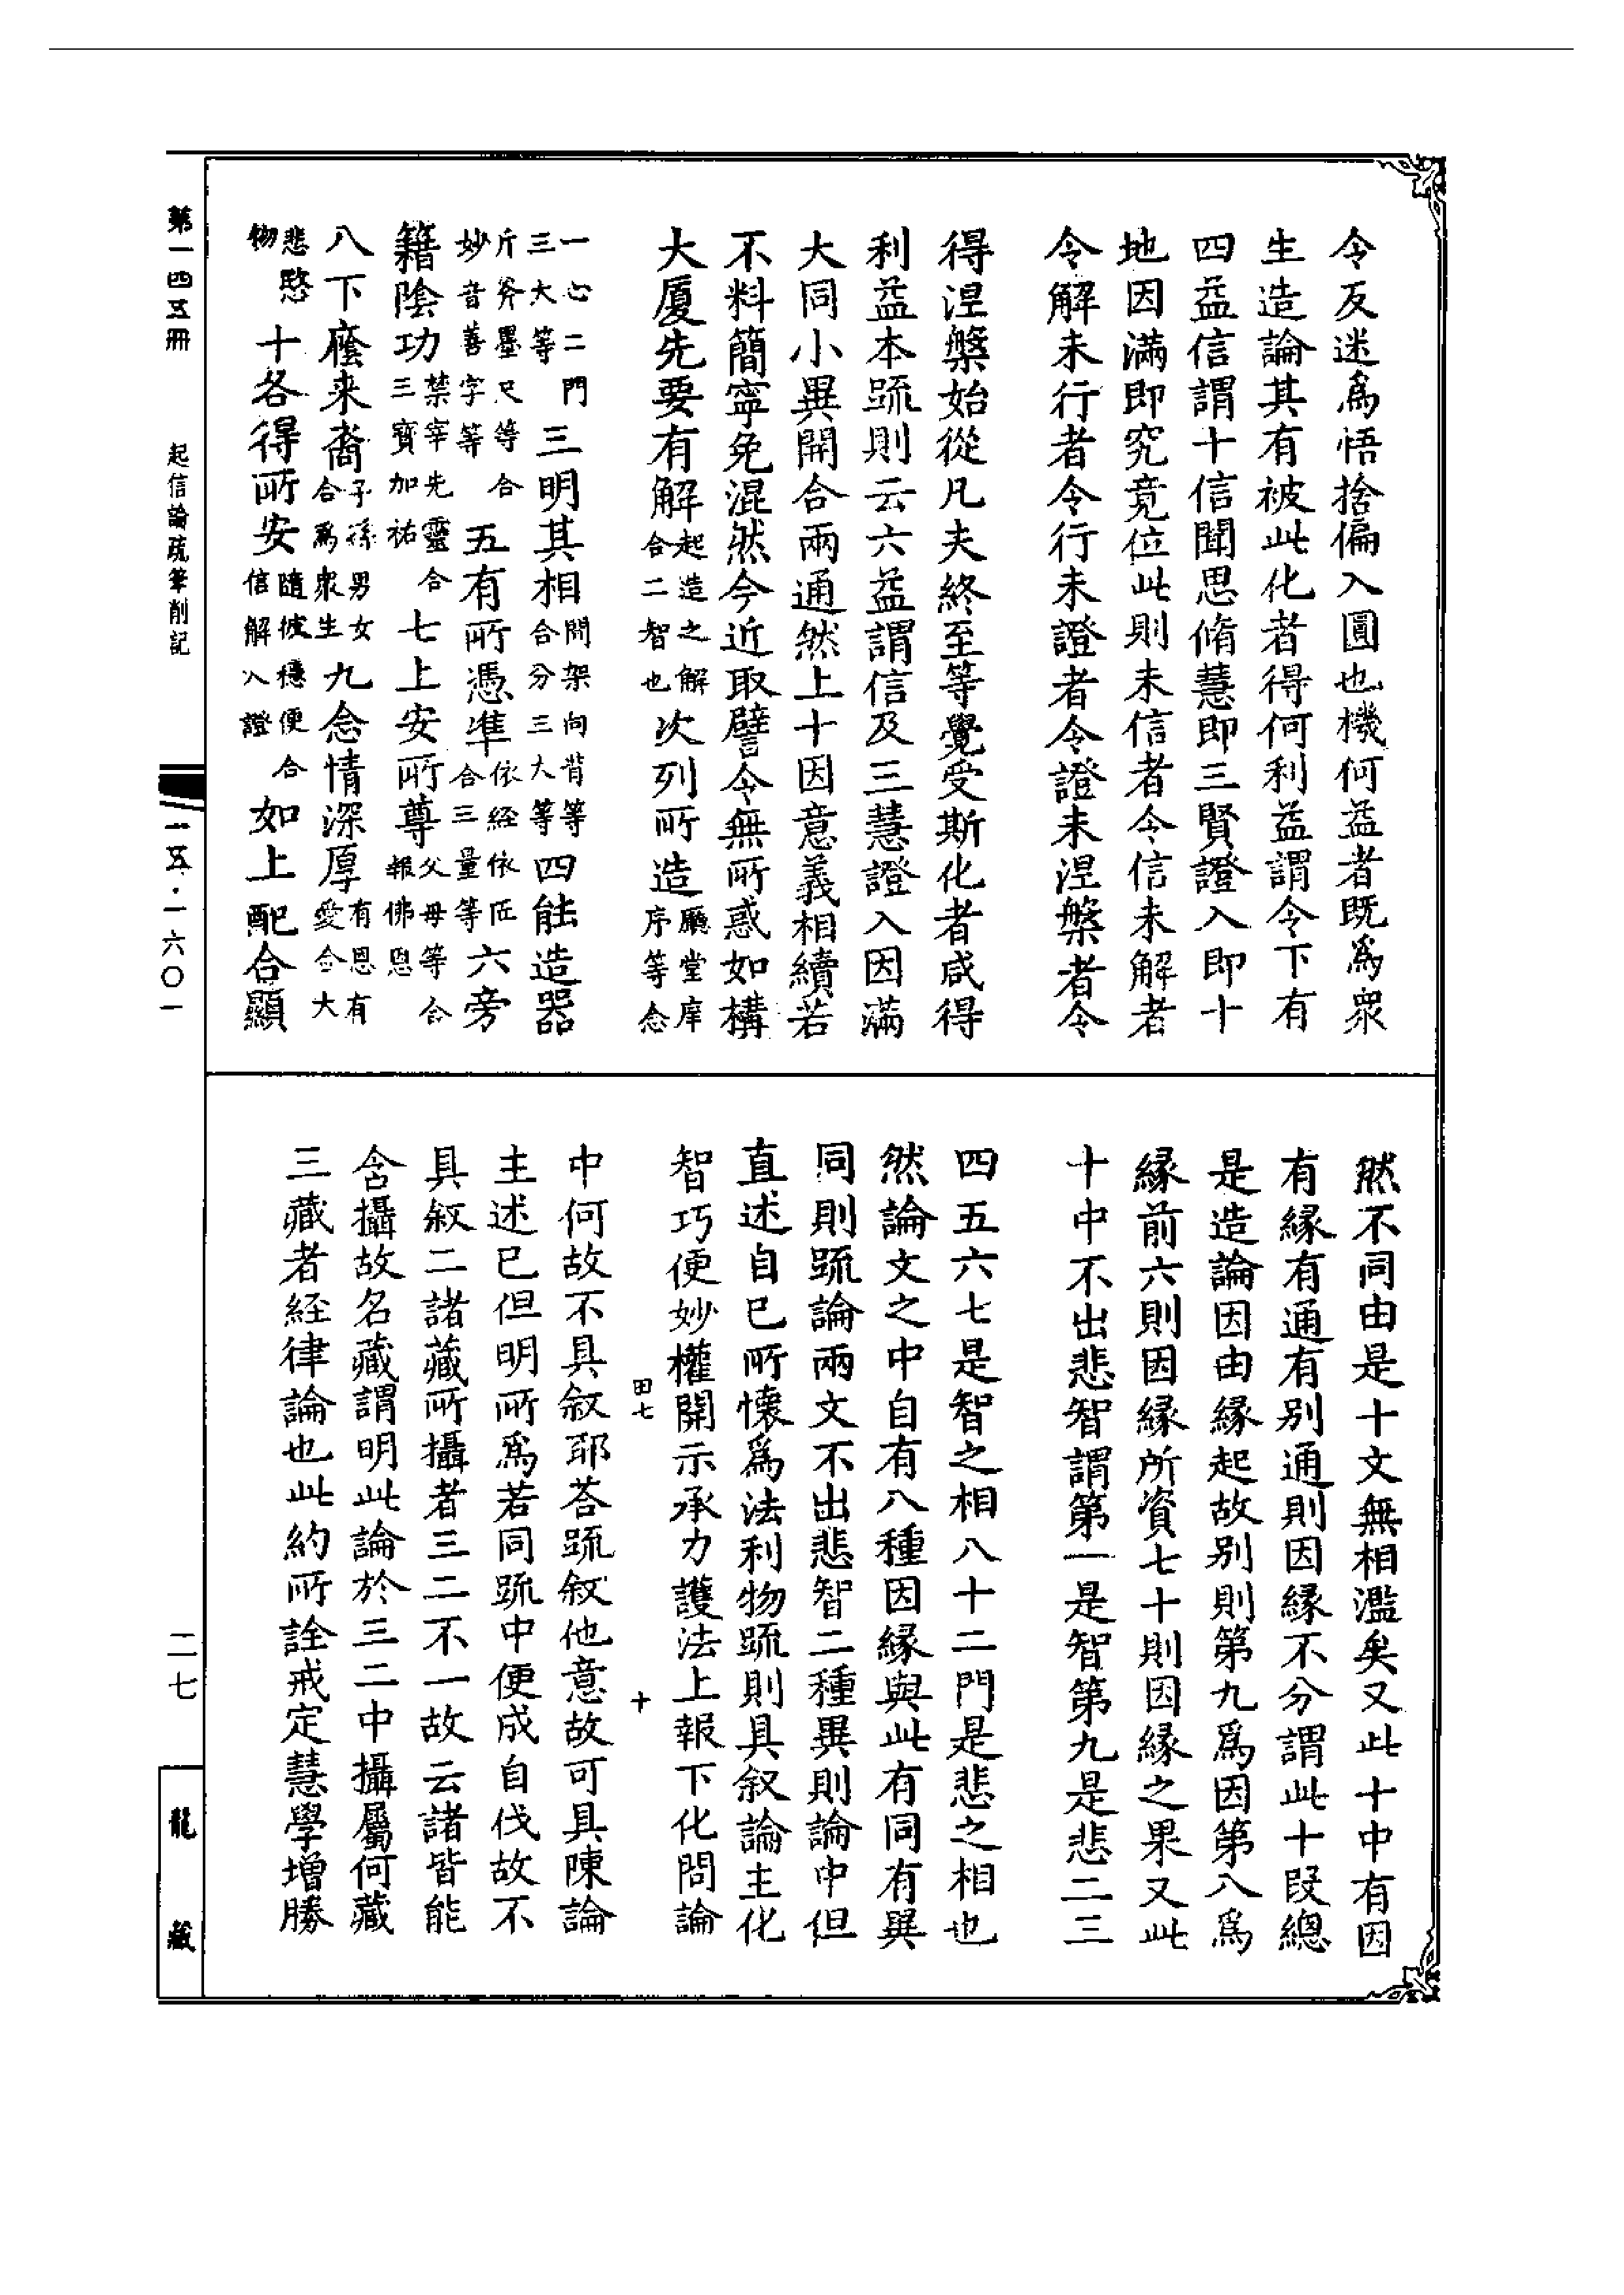 令反迷爲悟捨偏入圓也機何益者既爲衆
生造論其有被此化者得何利益謂令下有
四益信謂十信聞思脩慧即三賢證入即十
地因滿即究竟位此則未信者令信未解者
令解未行者令行未證者令證未涅槃者令
得涅槃始從凡夫終至等覺受斯化者咸得
利益本䟽則云六益謂信及三慧證入因滿
大同小異開合兩通然上十因意義相續若
不料簡寧免混然今近取譬令無所惑如構
大厦先要有解起造之解合二智也次列所造廳堂庠序等念
一心二門三大等三明其相間架向背等合分三大等四能造器
斤斧墨尺等合妙音善字等五有所憑準依經依匠合三量等六旁
籍陰功禁宰先靈合三寶加祐七上安所尊父母等合報佛恩
八下廕来裔子孫男女合爲衆生九念情深厚有恩有愛合大
悲愍物十各得所安隨彼穩便合信解入證如上配合顯
然不同由是十文無相濫矣又此十中有因
有緣有通有别通則因緣不分謂此十段總
是造論因由緣起故别則第九爲因第八爲
緣前六則因緣所資七十則因緣之果又此
十中不出悲智謂第一是智第九是悲二三
四五六七是智之相八十二門是悲之相也
然論文之中自有八種因緣與此有同有異
同則䟽論兩文不出悲智二種異則論中但
直述自已所懷爲法利物䟽則具叙論主化
智巧便妙權開示承力護法上報下化問論
田七　十
中何故不具叙耶荅䟽叙他意故可具陳論
主述已但明所爲若同䟽中便成自伐故不
具叙二諸藏所攝者三二不一故云諸皆能
含攝故名藏謂明此論於三二中攝屬何藏
三藏者經律論也此約所詮戒定慧學增勝
第一四五冊　起信論疏筆削記
一五·一六〇一
二七
龍藏